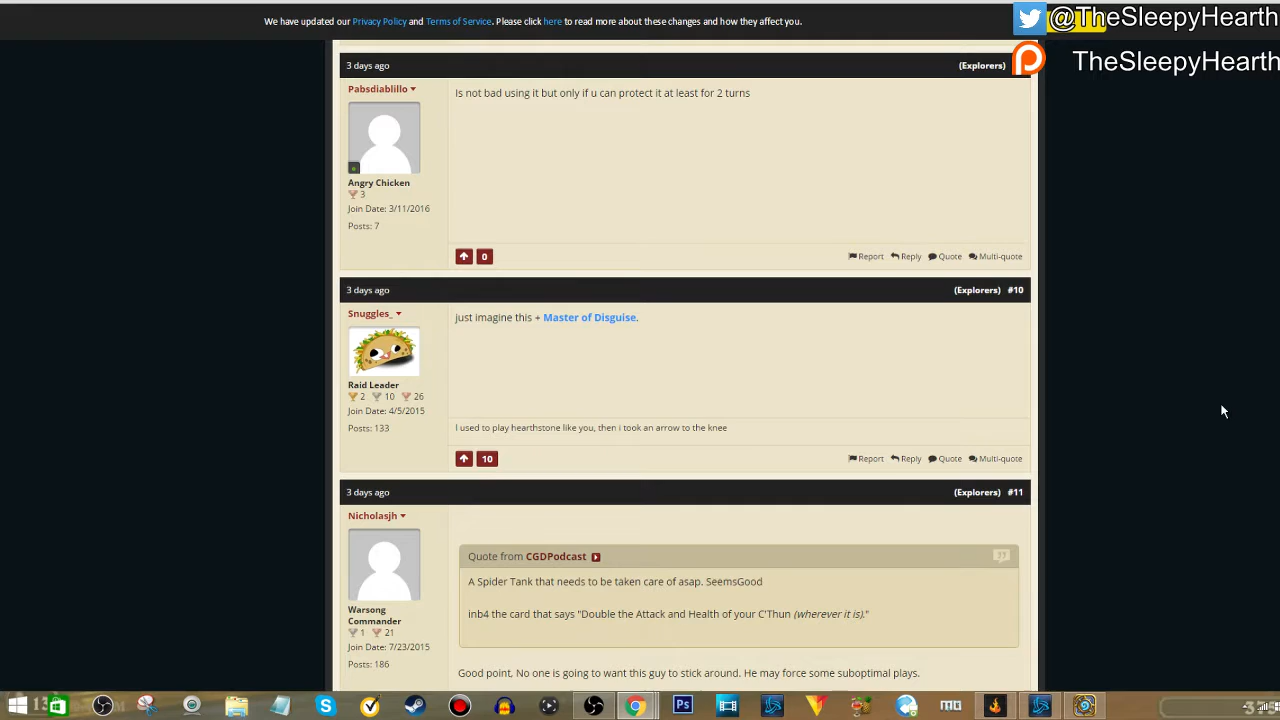 We have updated our Privacy Policy and Terms of Service. Please click here to read more about these changes and how they affect you.
@TheSleepyHearth
TheSleepyHearth
3 days ago (Explorers)
Pabsdiablillo
Is not bad using it but only if u can protect it at least for 2 turns
Angry Chicken
3
Join Date: 3/11/2016
Posts: 7
0 Report Reply Quote Multi-quote
3 days ago (Explorers) #10
Snuggles_
just imagine this + Master of Disguise.
Raid Leader
2 10 26
Join Date: 4/5/2015
Posts: 133
I used to play hearthstone like you, then i took an arrow to the knee
10 Report Reply Quote Multi-quote
3 days ago (Explorers) #11
Nicholasjh
Quote from CGDPodcast
A Spider Tank that needs to be taken care of asap. SeemsGood
inb4 the card that says "Double the Attack and Health of your C'Thun (wherever it is)."
Warsong
Commander
1 21
Join Date: 7/23/2015
Posts: 186
Good point. No one is going to want this guy to stick around. He may force some suboptimal plays.